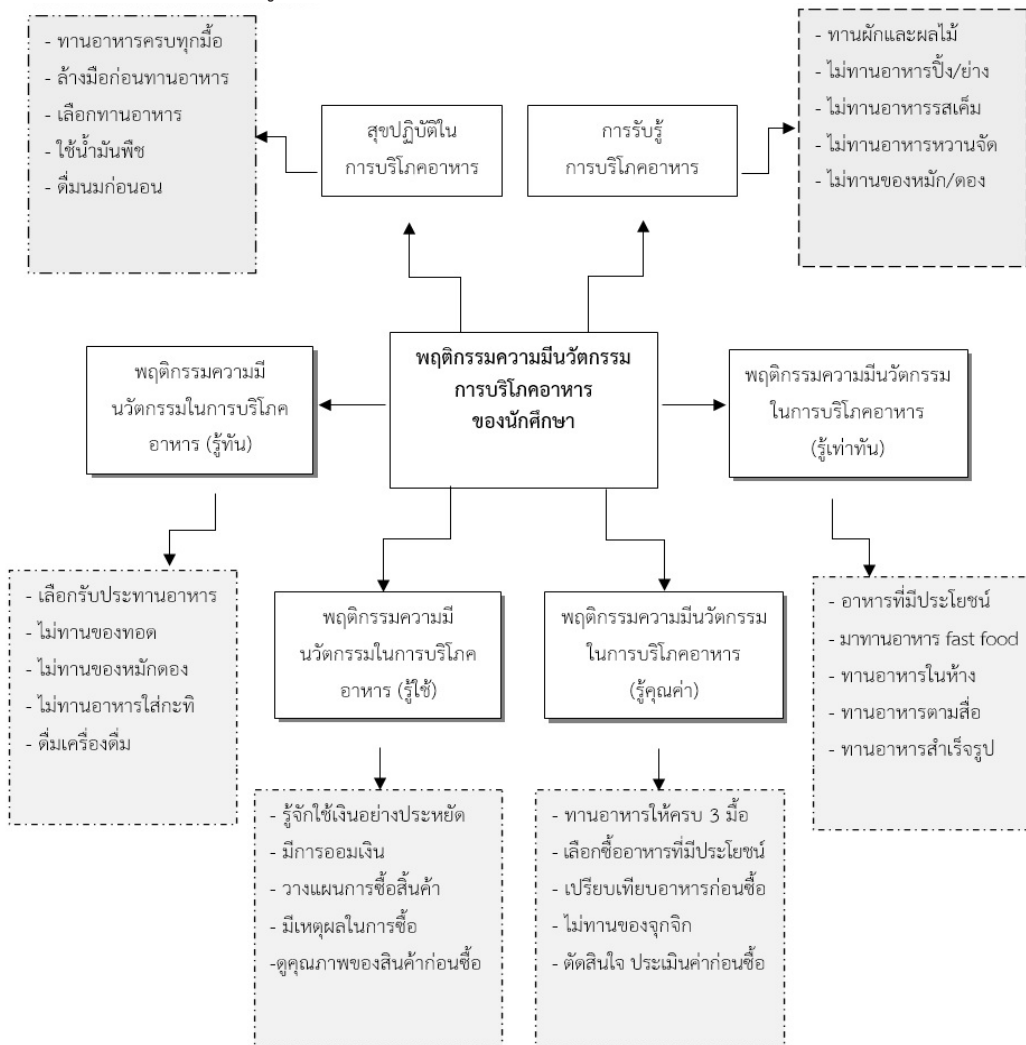 - ทานอาหารครบทุกมื้อ
- ล้างมือก่อนทานอาหาร
- เลือกทานอาหาร
- ใช้น้ำมันพืช
- ดื่มนมก่อนอน
สุขปฏิบัติใน
การบริโภคอาหาร
การรับรู้
การบริโภคอาหาร
- ทานผักและผลไม้
- ไม่ทานอาหารปิ้ง/ย่าง
- ไม่ทานอาหารรสเค็ม
- ไม่ทานอาหารหวานจัด
- ไม่ทานของหมัก/ดอง
พฤติกรรมความมี
นวัตกรรมในการบริโภค
อาหาร (รู้ทัน)
พฤติกรรมความมีนวัตกรรม
การบริโภคอาหาร
ของนักศึกษา
พฤติกรรมความมีนวัตกรรม
ในการบริโภคอาหาร
(รู้เท่าทัน)
- เลือกรับประทานอาหาร
- ไม่ทานของทอด
- ไม่ทานของหมักดอง
- ไม่ทานอาหารใส่กะทิ
- ดื่มเครื่องดื่ม
พฤติกรรมความมี
นวัตกรรมในการบริโภค
อาหาร (รู้ใช้)
พฤติกรรมความมีนวัตกรรม
ในการบริโภคอาหาร
(รู้คุณค่า)
- อาหารที่มีประโยชน์
- มาทานอาหาร fast food
- ทานอาหารในห้าง
- ทานอาหารตามสื่อ
- ทานอาหารสำเร็จรูป
- รู้จักใช้เงินอย่างประหยัด
- มีการออมเงิน
- วางแผนการซื้อสิ้นค้า
- มีเหตุผลในการซื้อ
-ดูคุณภาพของสินค้าก่อนซื้อ
- ทานอาหารให้ครบ 3 มื้อ
- เลือกซื้ออาหารที่มีประโยชน์
- เปรียบเทียบอาหารก่อนซื้อ
- ไม่ทานของจุกจิก
- ตัดสินใจ ประเมินค่าก่อนซื้อ